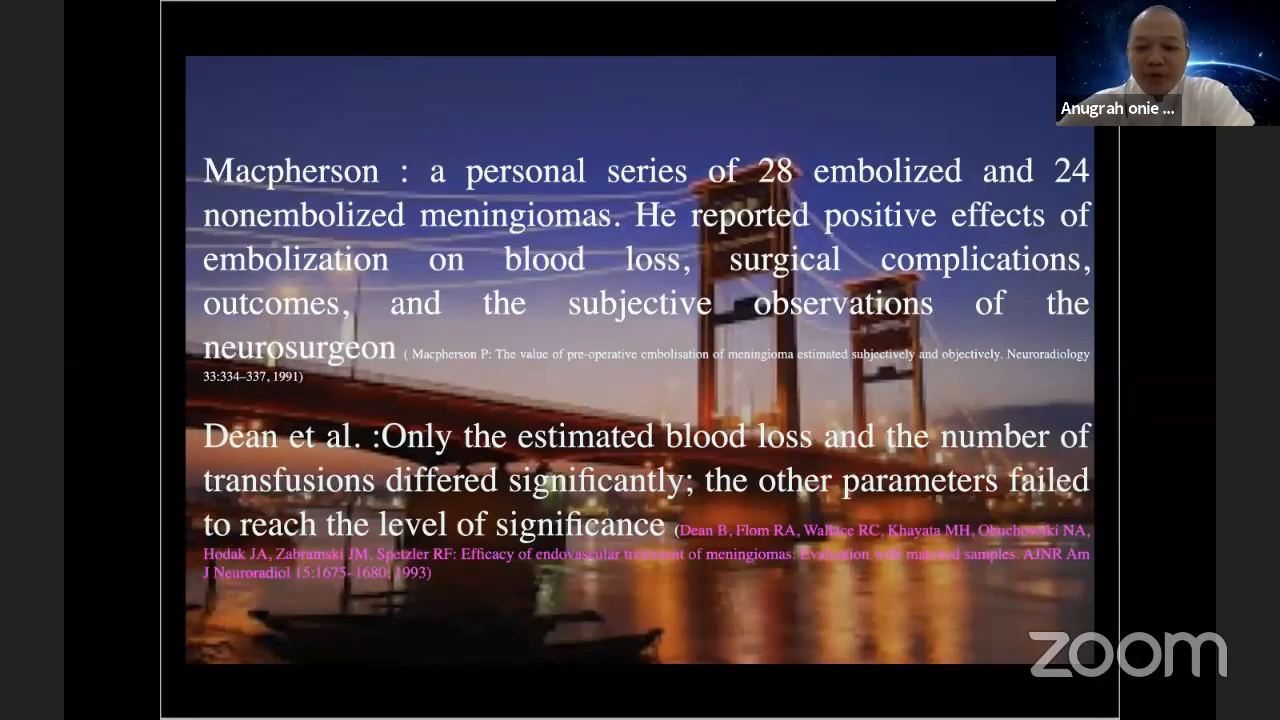 Anugrah onie ...
Macpherson : a personal series of 28 embolized and 24
nonembolized meningiomas. He reported positive effects of
embolization on blood loss, surgical complications,
outcomes, and the subjective observations of the
neurosurgeon ( Macpherson P: The value of pre-operative embolisation of meningioma estimated subjectively and objectively. Neuroradiology
33:334–337, 1991)
Dean et al. :Only the estimated blood loss and the number of
transfusions differed significantly; the other parameters failed
to reach the level of significance (Dean B, Flom RA, Wallace RC, Khayata MH, Obuchowski NA,
Hodak JA, Zabramski JM, Spetzler RF: Efficacy of endovascular treatment of meningiomas: Evaluation with matched samples. AJNR Am
J Neuroradiol 15:1675–1680, 1993)
zoom